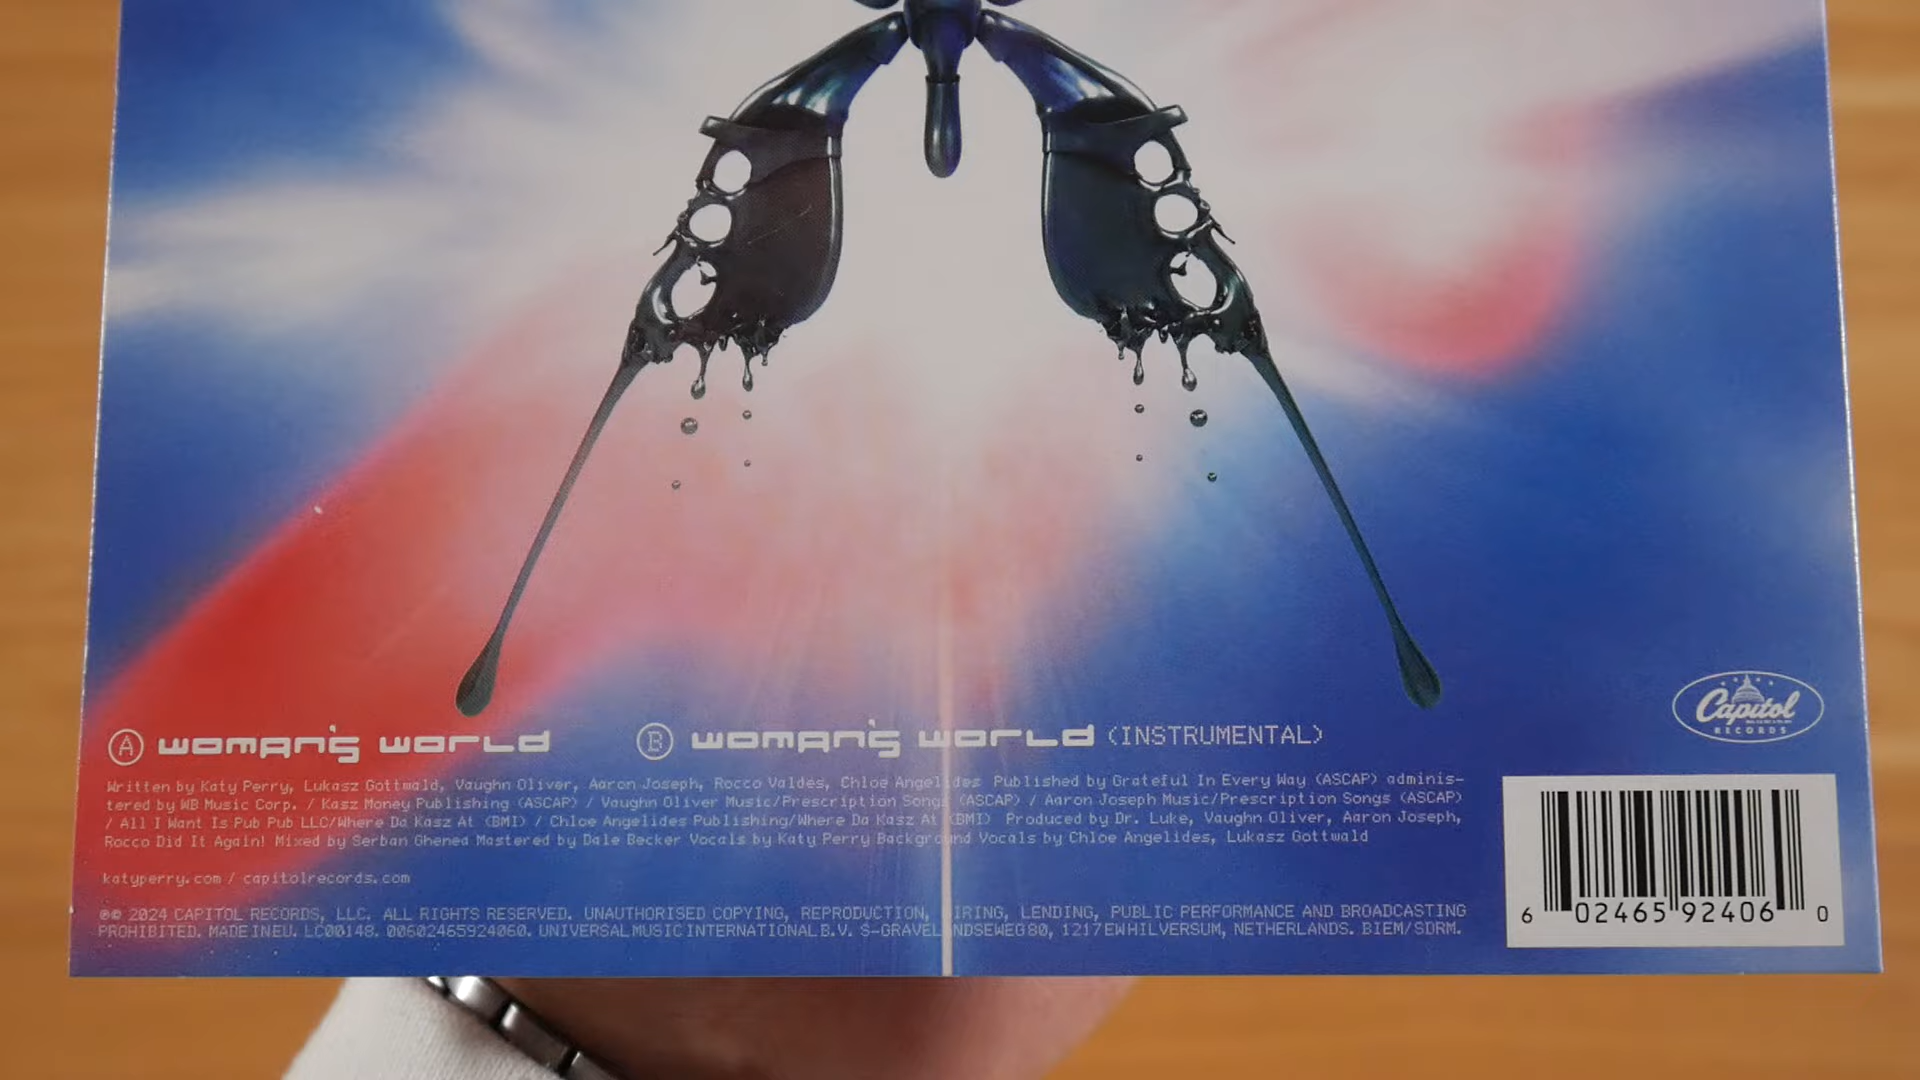 A WOMAN'S WORLD
B WOMAN'S WORLD (INSTRUMENTAL)
Written by Katy Perry, Lukasz Gottwald, Vaughn Oliver, Aaron Joseph, Rocco Valdes, Chloe Angelides Published by Grateful In Every Way (ASCAP) adminis-
tered by WB Music Corp. / Kasz Money Publishing (ASCAP) / Vaughn Oliver Music/Prescription Songs (ASCAP) / Aaron Joseph Music/Prescription Songs (ASCAP)
/ All I Want Is Pub Pub LLC/Where Da Kasz At (BMI) / Chloe Angelides Publishing/Where Da Kasz At (BMI) Produced by Dr. Luke, Vaughn Oliver, Aaron Joseph,
Rocco Did It Again! Mixed by Serban Ghenea Mastered by Dale Becker Vocals by Katy Perry Background Vocals by Chloe Angelides, Lukasz Gottwald
katyperry.com / capitolrecords.com
℗© 2024 CAPITOL RECORDS, LLC. ALL RIGHTS RESERVED. UNAUTHORISED COPYING, REPRODUCTION, HIRING, LENDING, PUBLIC PERFORMANCE AND BROADCASTING
PROHIBITED. MADE IN EU. LC00148. 00602465924060. UNIVERSAL MUSIC INTERNATIONAL B.V. S-GRAVELANDSEWEG 80, 1217 EW HILVERSUM, NETHERLANDS. BIEM/SDRM.
Capitol
RECORDS
6 02465 92406 0